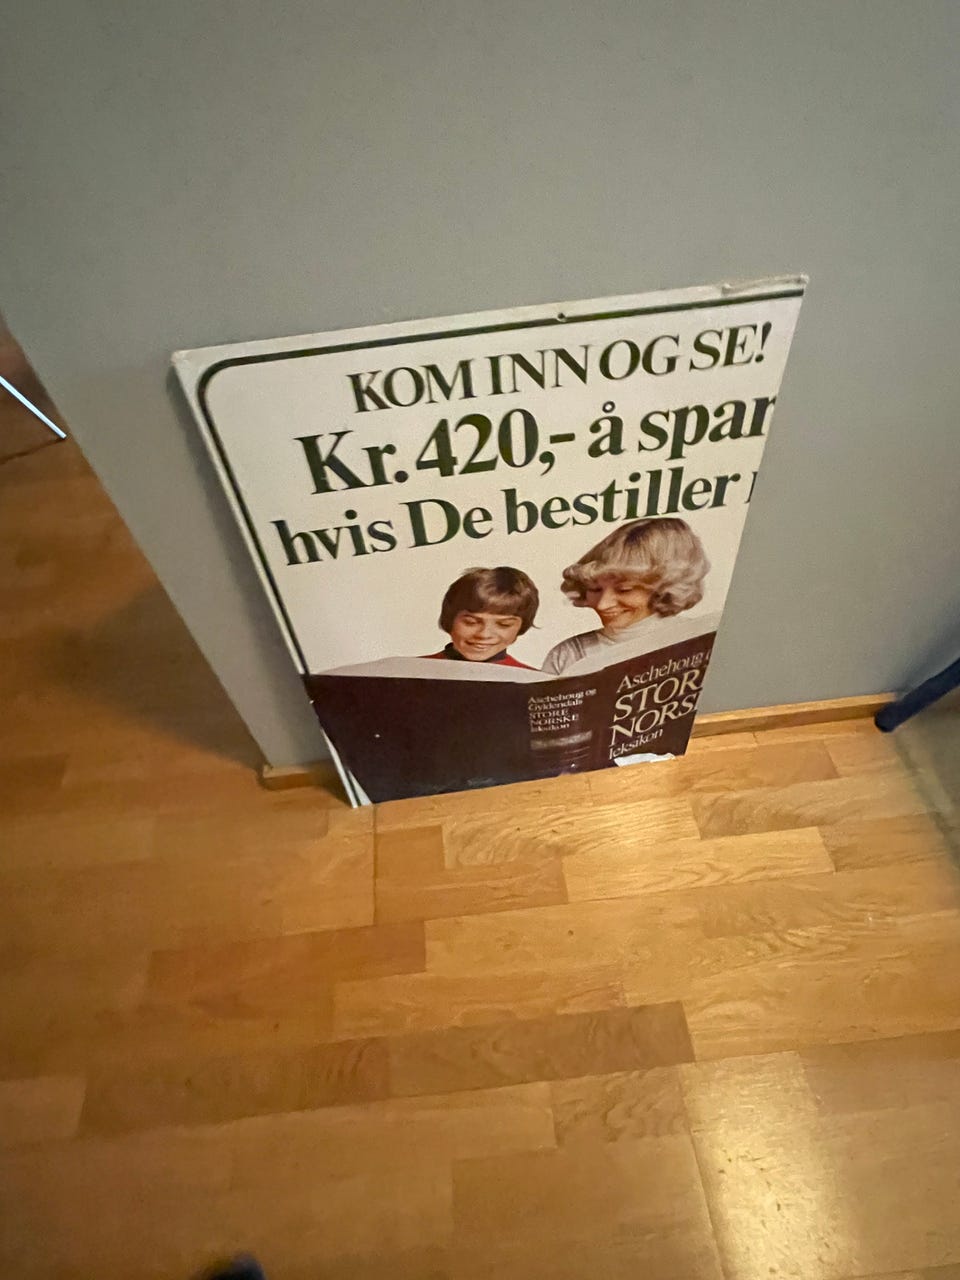 KOM INN OG SE!
Kr. 420,- å spar
hvis De bestiller
Aschehoug og
Gyldendals
STORE
NORSKE
leksikon
Aschehoug
STOR
NORS
leksikon